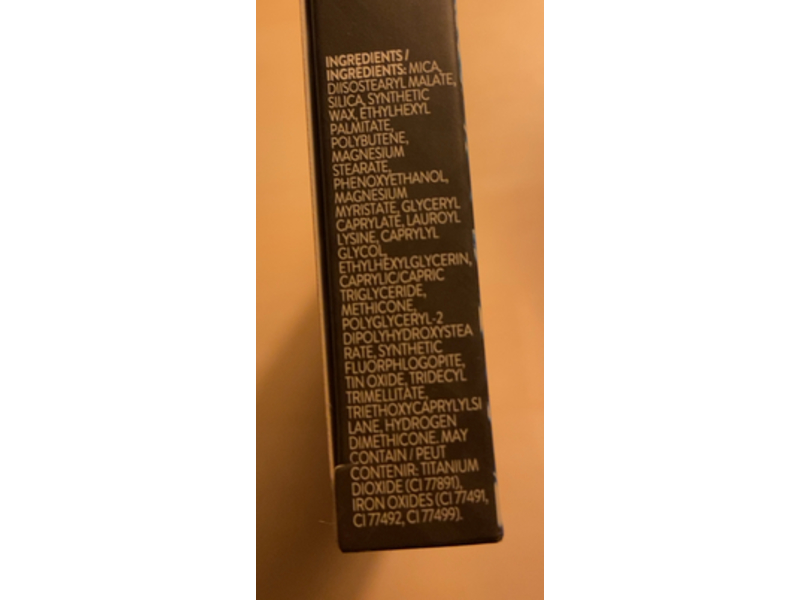 INGREDIENTS /
INGRÉDIENTS: MICA,
DIISOSTEARYL MALATE,
SILICA, SYNTHETIC
WAX, ETHYLHEXYL
PALMITATE,
POLYBUTENE,
MAGNESIUM
STEARATE,
PHENOXYETHANOL,
MAGNESIUM
MYRISTATE, GLYCERYL
CAPRYLATE, LAUROYL
LYSINE, CAPRYLYL
GLYCOL,
ETHYLHEXYLGLYCERIN,
CAPRYLIC/CAPRIC
TRIGLYCERIDE,
METHICONE,
POLYGLYCERYL-2
DIPOLYHYDROXYSTEA
RATE, SYNTHETIC
FLUORPHLOGOPITE,
TIN OXIDE, TRIDECYL
TRIMELLITATE,
TRIETHOXYCAPRYLYLSI
LANE, HYDROGEN
DIMETHICONE. MAY
CONTAIN / PEUT
CONTENIR: TITANIUM
DIOXIDE (CI 77891),
IRON OXIDES (CI 77491,
CI 77492, CI 77499).